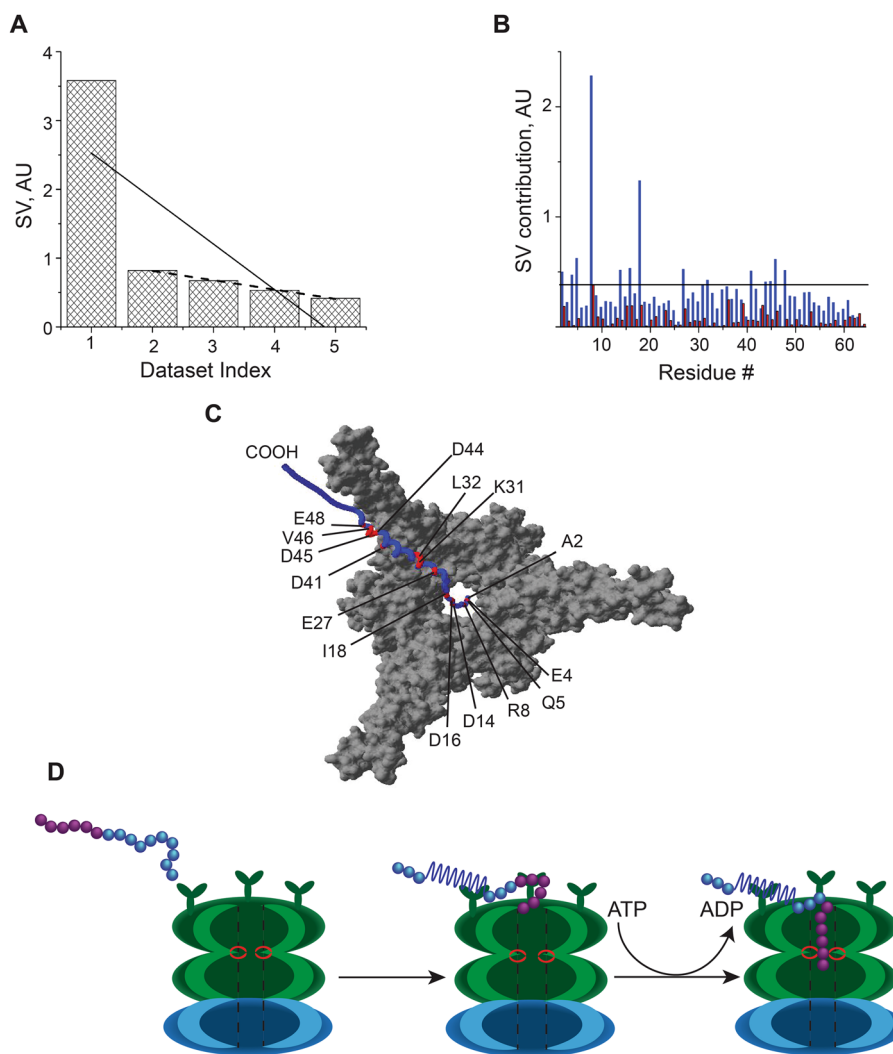 A
SV, AU
4
3
2
1
0
1 2 3 4 5
Dataset Index
B
SV contribution, AU
2
1
10 20 30 40 50 60
Residue #
C
COOH
D44
L32
K31
E48
V46
D45
A2
D41
E27
I18
E4
Q5
R8
D14
D16
D
ATP ADP